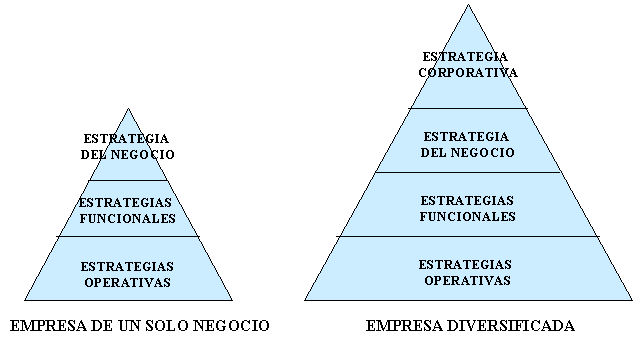 ESTRATEGIA
DEL NEGOCIO
ESTRATEGIAS
FUNCIONALES
ESTRATEGIAS
OPERATIVAS
EMPRESA DE UN SOLO NEGOCIO
ESTRATEGIA
CORPORATIVA
ESTRATEGIA
DEL NEGOCIO
ESTRATEGIAS
FUNCIONALES
ESTRATEGIAS
OPERATIVAS
EMPRESA DIVERSIFICADA